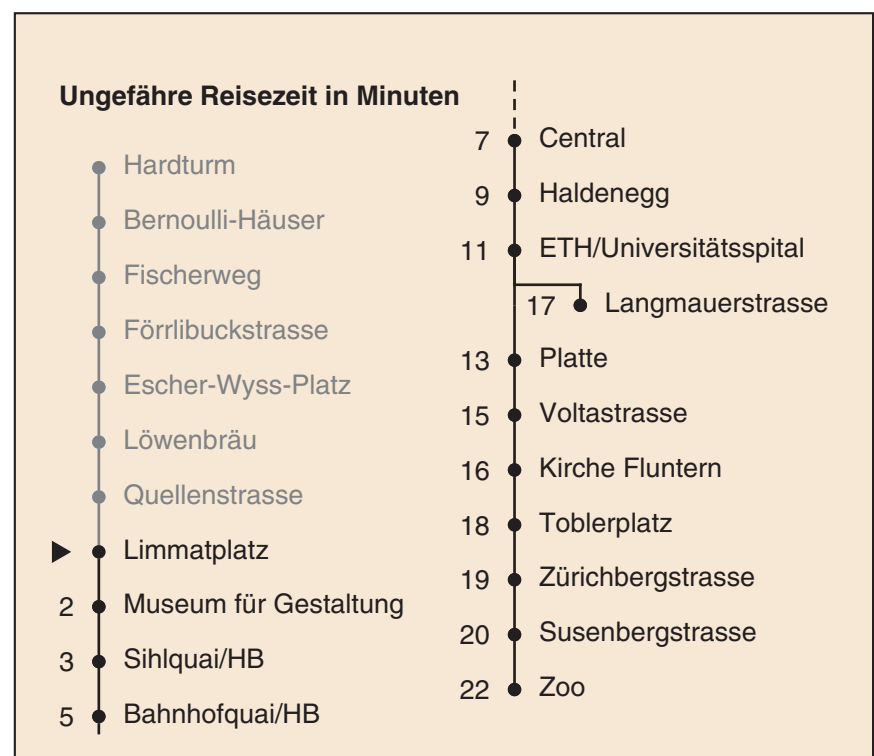 Ungefähre Reisezeit in Minuten
Hardturm
Bernoulli-Häuser
Fischerweg
Förrlibuckstrasse
Escher-Wyss-Platz
Löwenbräu
Quellenstrasse
Limmatplatz
2 Museum für Gestaltung
3 Sihlquai/HB
5 Bahnhofquai/HB
7 Central
9 Haldenegg
11 ETH/Universitätsspital
17 Langmauerstrasse
13 Platte
15 Voltastrasse
16 Kirche Fluntern
18 Toblerplatz
19 Zürichbergstrasse
20 Susenbergstrasse
22 Zoo